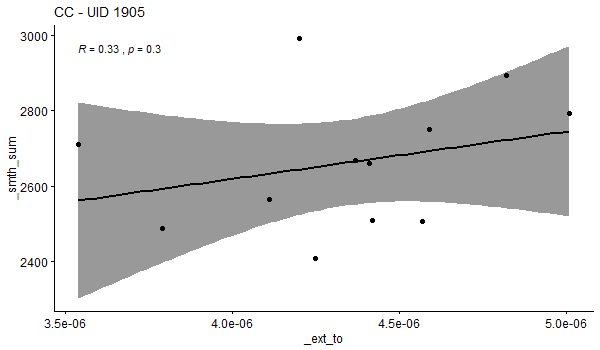 CC - UID 1905
R = 0.33 , p = 0.3
3000
2800
2600
2400
_smth_sum
3.5e-06 4.0e-06 4.5e-06 5.0e-06
_ext_to